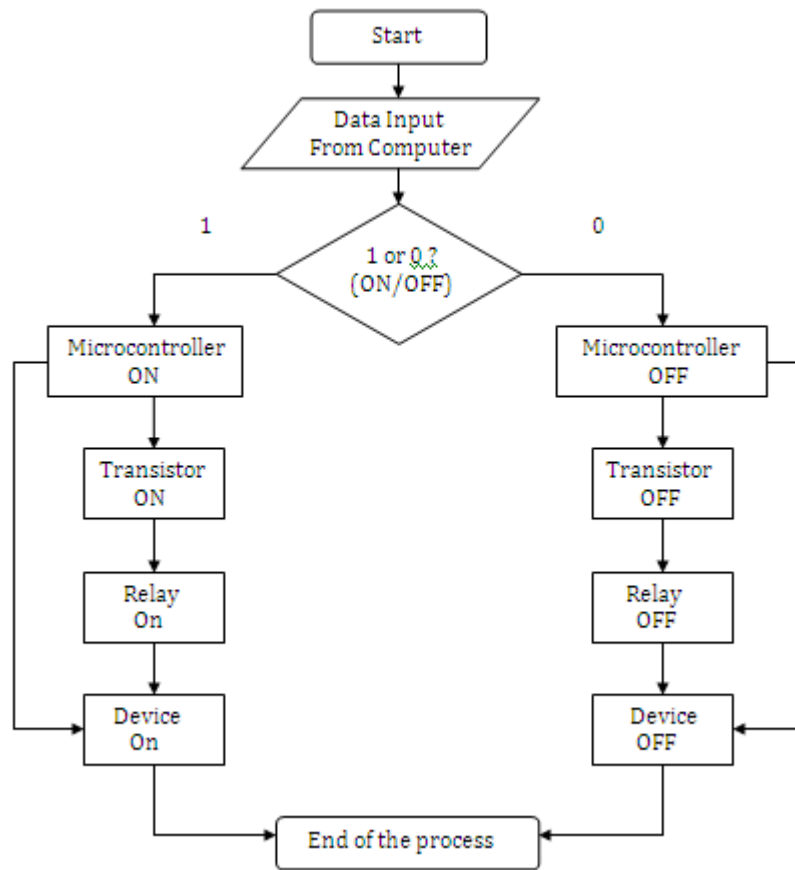 Start
Data Input
From Computer
1
0
1 or 0 ?
(ON/OFF)
Microcontroller
ON
Microcontroller
OFF
Transistor
ON
Transistor
OFF
Relay
On
Relay
OFF
Device
On
Device
OFF
End of the process